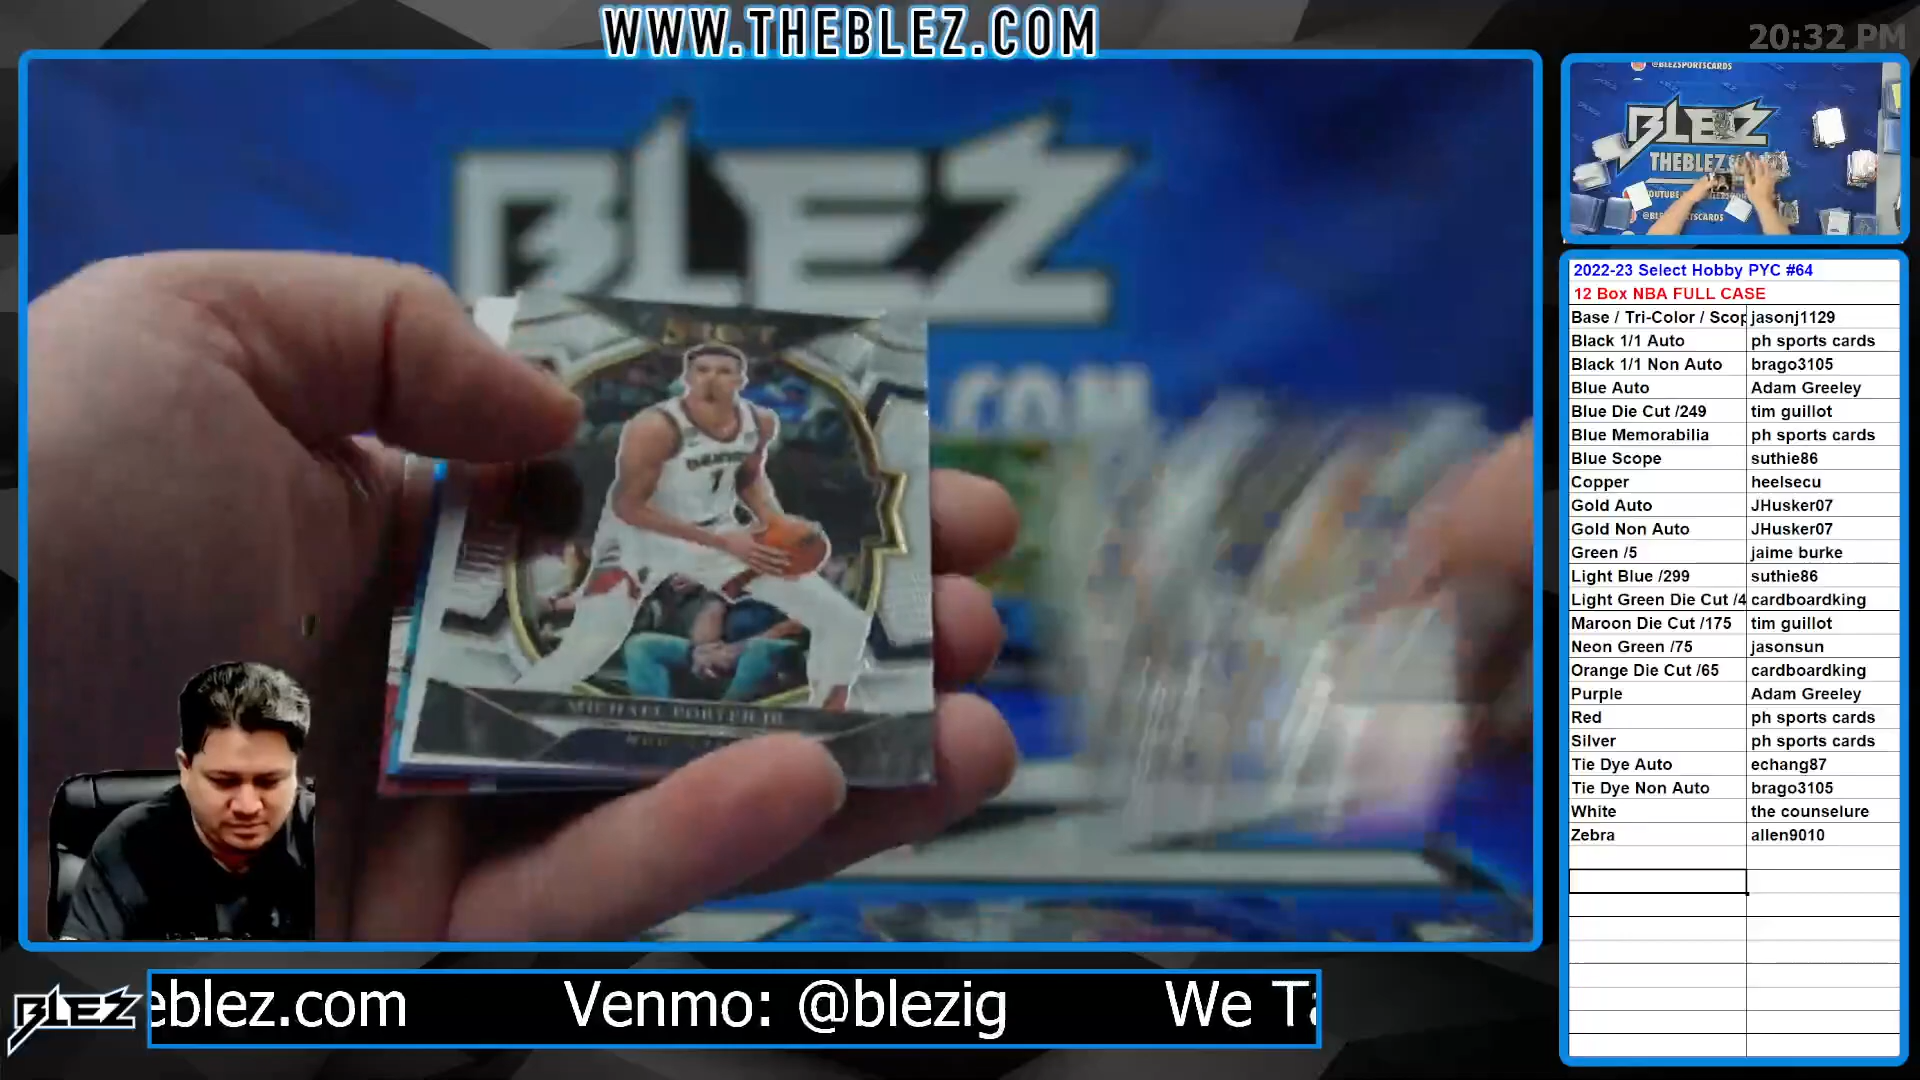 WWW.THEBLEZ.COM
20:32 PM
BLEZ
.COM
SELECT
1
MICHAEL PORTER JR.
@BLEZSPORTSCARDS
BLEZ
THEBLEZ
2022-23 Select Hobby PYC #64
12 Box NBA FULL CASE
Base / Tri-Color / Scop jasonj1129
Black 1/1 Auto ph sports cards
Black 1/1 Non Auto brago3105
Blue Auto Adam Greeley
Blue Die Cut /249 tim guillot
Blue Memorabilia ph sports cards
Blue Scope suthie86
Copper heelsecu
Gold Auto JHusker07
Gold Non Auto JHusker07
Green /5 jaime burke
Light Blue /299 suthie86
Light Green Die Cut /4 cardboardking
Maroon Die Cut /175 tim guillot
Neon Green /75 jasonsun
Orange Die Cut /65 cardboardking
Purple Adam Greeley
Red ph sports cards
Silver ph sports cards
Tie Dye Auto echang87
Tie Dye Non Auto brago3105
White the counselure
Zebra allen9010
BLEZ
eblez.com Venmo: @blezig We Ta